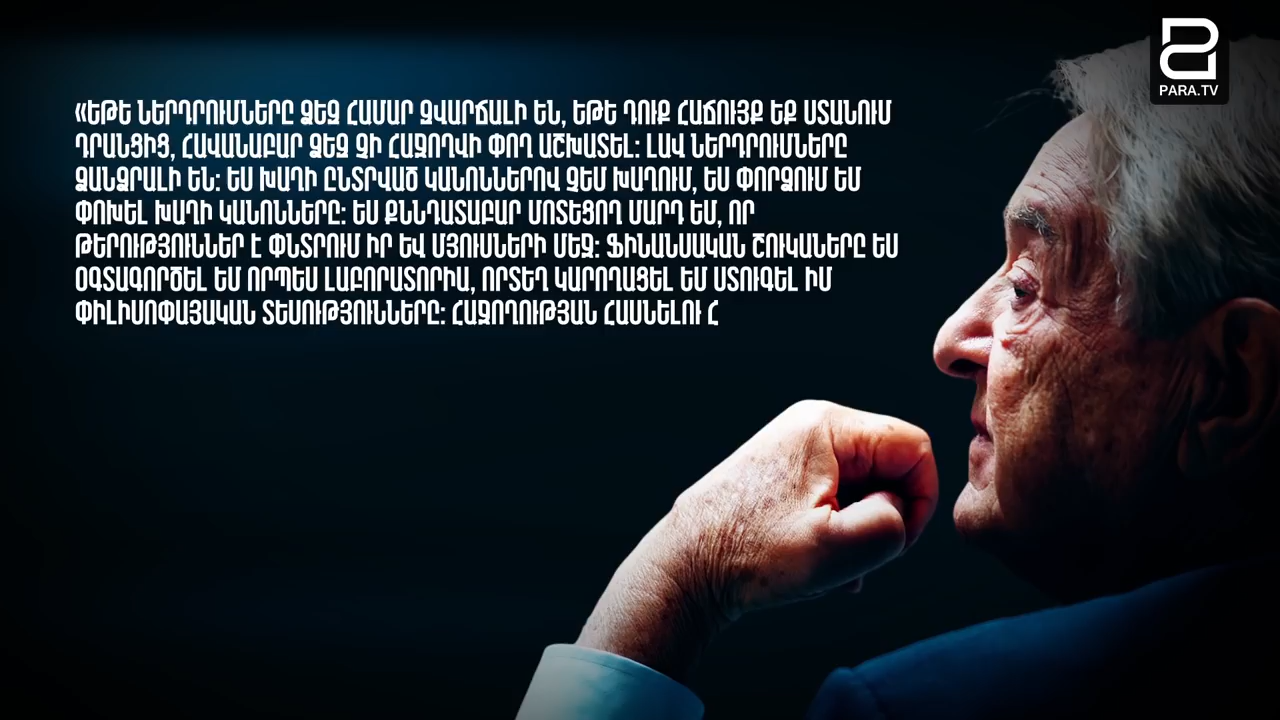 «ԵԹԵ ՆԵՐԴՐՈՒՄՆԵՐԸ ՁԵԶ ՀԱՄԱՐ ԶՎԱՐՃԱԼԻ ԵՆ, ԵԹԵ ԴՈՒՔ ՀԱՃՈՒՅՔ ԵՔ ՍՏԱՆՈՒՄ
ԴՐԱՆՑԻՑ, ՀԱՎԱՆԱԲԱՐ ՁԵԶ ՉԻ ՀԱՋՈՂՎԻ ՓՈՂ ԱՇԽԱՏԵԼ: ԼԱՎ ՆԵՐԴՐՈՒՄՆԵՐԸ
ՁԱՆՁՐԱԼԻ ԵՆ: ԵՍ ԽԱՂԻ ԸՆՏՐՎԱԾ ԿԱՆՈՆՆԵՐՈՎ ՉԵՄ ԽԱՂՈՒՄ, ԵՍ ՓՈՐՁՈՒՄ ԵՄ
ՓՈԽԵԼ ԽԱՂԻ ԿԱՆՈՆՆԵՐԸ: ԵՍ ՔՆՆԴԱՏԱԲԱՐ ՄՈՏԵՑՈՂ ՄԱՐԴ ԵՄ, ՈՐ
ԹԵՐՈՒԹՅՈՒՆՆԵՐ Է ՓՆՏՐՈՒՄ ԻՐ ԵՎ ՄՅՈՒՍՆԵՐԻ ՄԵՋ: ՖԻՆԱՆՍԱԿԱՆ ՇՈՒԿԱՆԵՐԸ ԵՍ
ՕԳՏԱԳՈՐԾԵԼ ԵՄ ՈՐՊԵՍ ԼԱԲՈՐԱՏՈՐԻԱ, ՈՐՏԵՂ ԿԱՐՈՂԱՑԵԼ ԵՄ ՍՏՈՒԳԵԼ ԻՄ
ՓԻԼԻՍՈՓԱՅԱԿԱՆ ՏԵՍՈՒԹՅՈՒՆՆԵՐԸ: ՀԱՋՈՂՈՒԹՅԱՆ ՀԱՍՆԵԼՈՒ Հ
PARA.TV